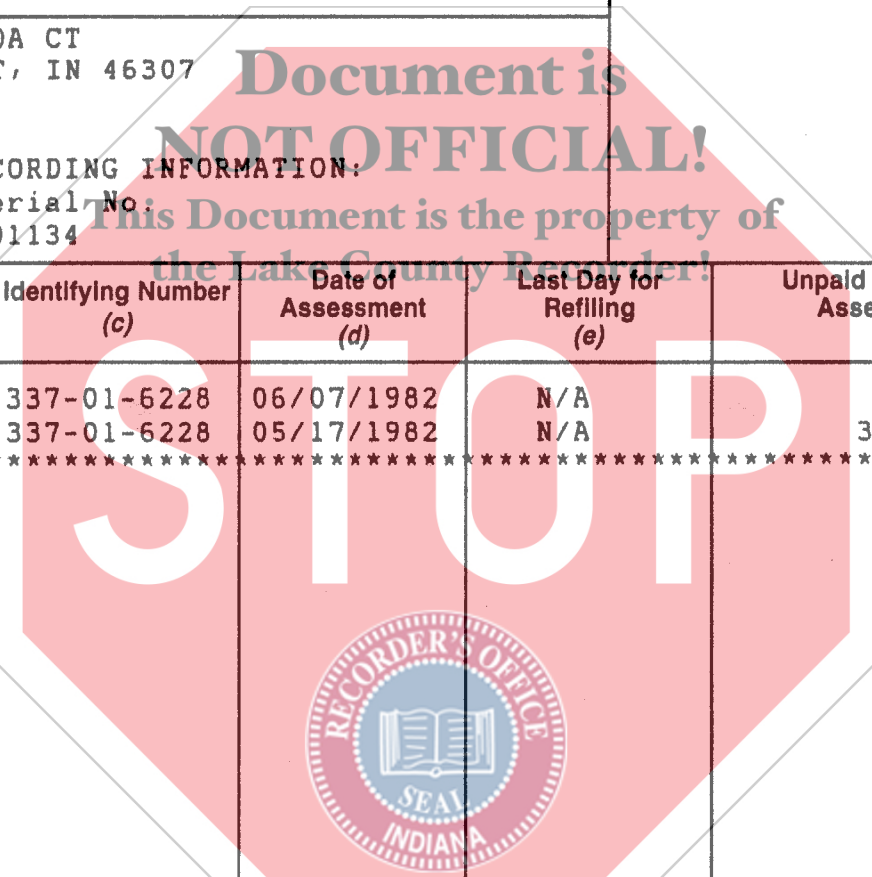 OA CT
T, IN 46307
Document is
NOT OFFICIAL!
CORDING INFORMATION:
erial No.
This Document is the property of
01134
the Lake County Recorder!
Identifying Number
(c)
Date of
Assessment
(d)
Last Day for
Refiling
(e)
Unpaid
Asse
337-01-6228 06/07/1982 N/A
337-01-6228 05/17/1982 N/A 3
**********************************************
STOP
RECORDER'S OFFICE
SEAL
INDIANA